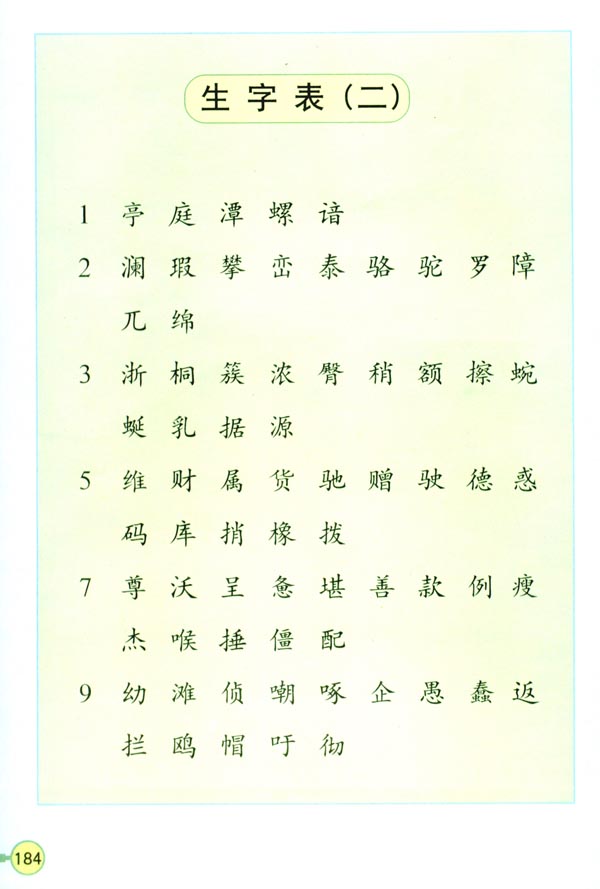 生字表(二)
1 亭 庭 潭 螺 谙
2 澜 瑕 攀 峦 泰 骆 驼 罗 障
兀 绵
3 浙 桐 簇 浓 臀 稍 额 擦 蜿
蜒 乳 据 源
5 维 财 属 货 驰 赠 驶 德 惑
码 库 捎 橡 拨
7 尊 沃 呈 惫 堪 善 款 例 瘦
杰 喉 捶 僵 配
9 幼 滩 侦 嘲 啄 企 愚 蠢 返
拦 鸥 帽 吁 彻
184